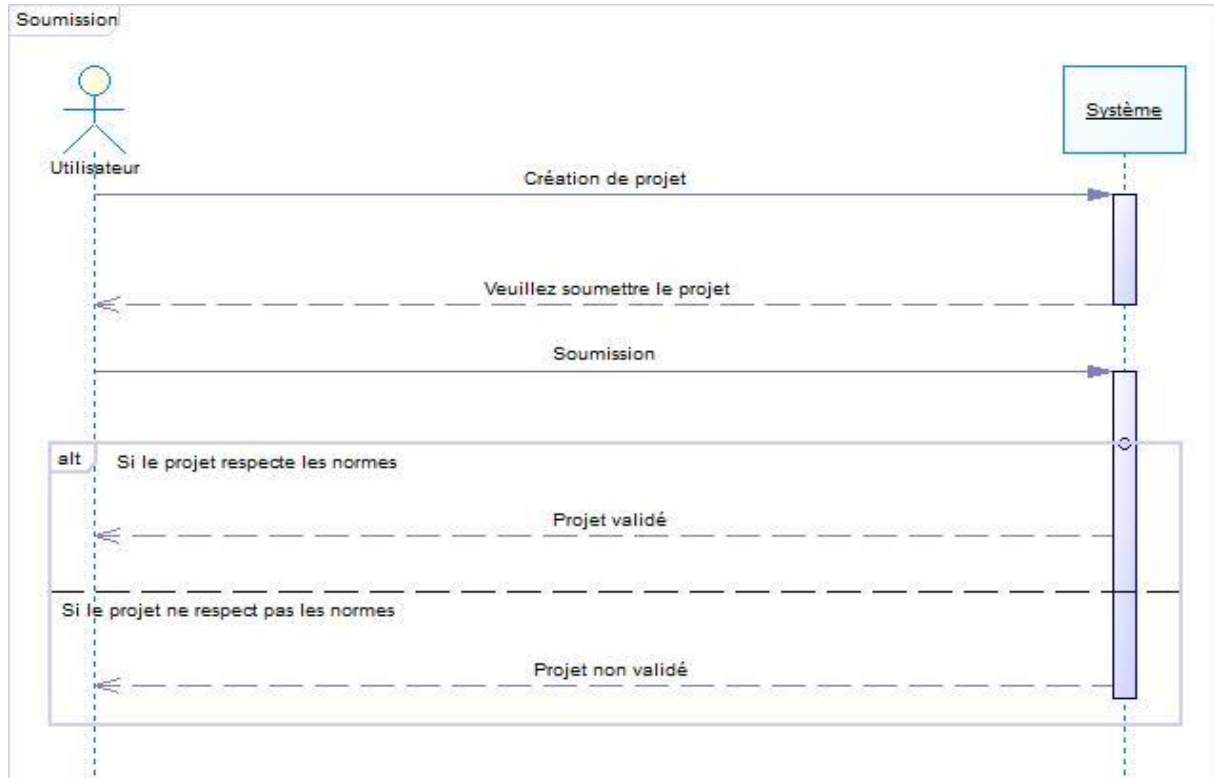 Soumission
Système
Utilisateur
Création de projet
Veuillez soumettre le projet
Soumission
alt
Si le projet respecte les normes
Projet validé
Si le projet ne respect pas les normes
Projet non validé